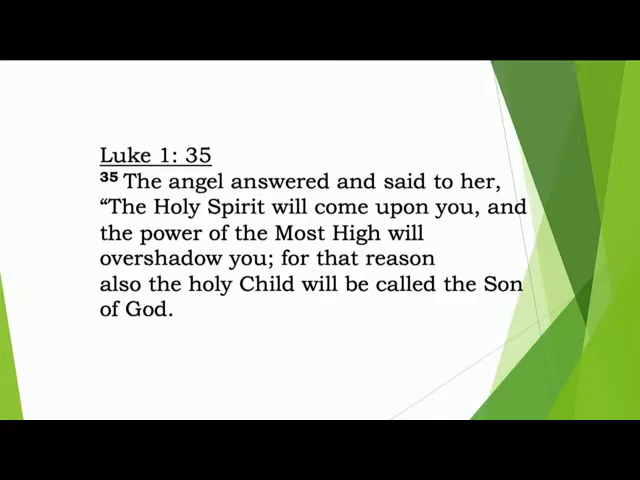 Luke 1: 35
35 The angel answered and said to her,
“The Holy Spirit will come upon you, and
the power of the Most High will
overshadow you; for that reason
also the holy Child will be called the Son
of God.